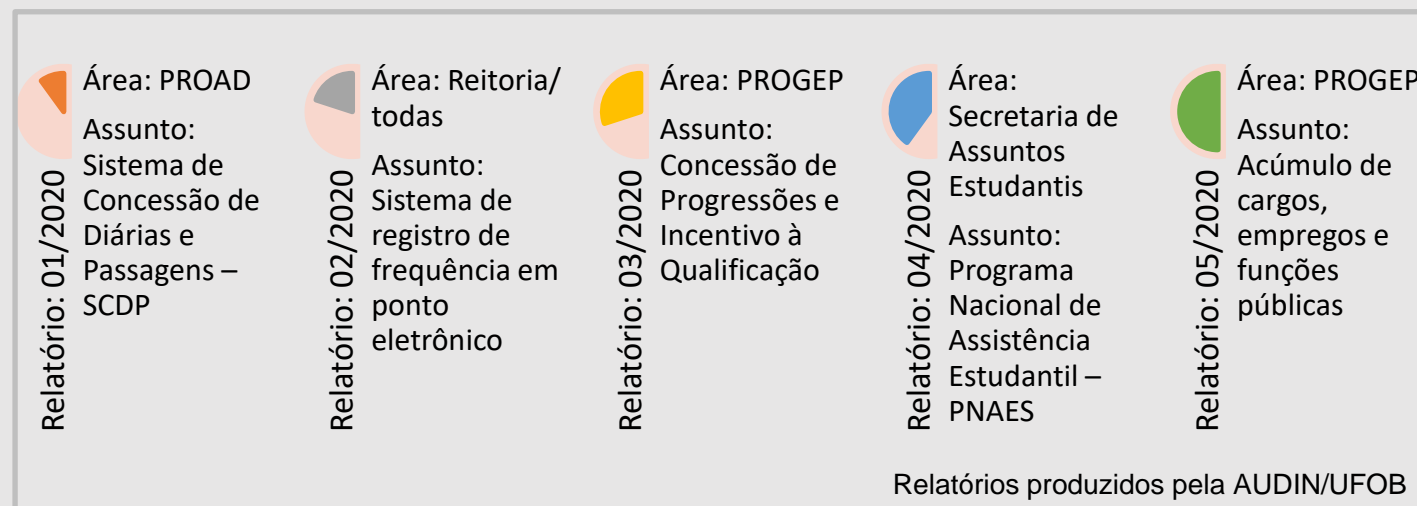 Relatório: 01/2020
Área: PROAD
Assunto:
Sistema de
Concessão de
Diárias e
Passagens –
SCDP
Relatório: 02/2020
Área: Reitoria/
todas
Assunto:
Sistema de
registro de
frequência em
ponto
eletrônico
Relatório: 03/2020
Área: PROGEP
Assunto:
Concessão de
Progressões e
Incentivo à
Qualificação
Relatório: 04/2020
Área:
Secretaria de
Assuntos
Estudantis
Assunto:
Programa
Nacional de
Assistência
Estudantil –
PNAES
Relatório: 05/2020
Área: PROGEP
Assunto:
Acúmulo de
cargos,
empregos e
funções
públicas
Relatórios produzidos pela AUDIN/UFOB